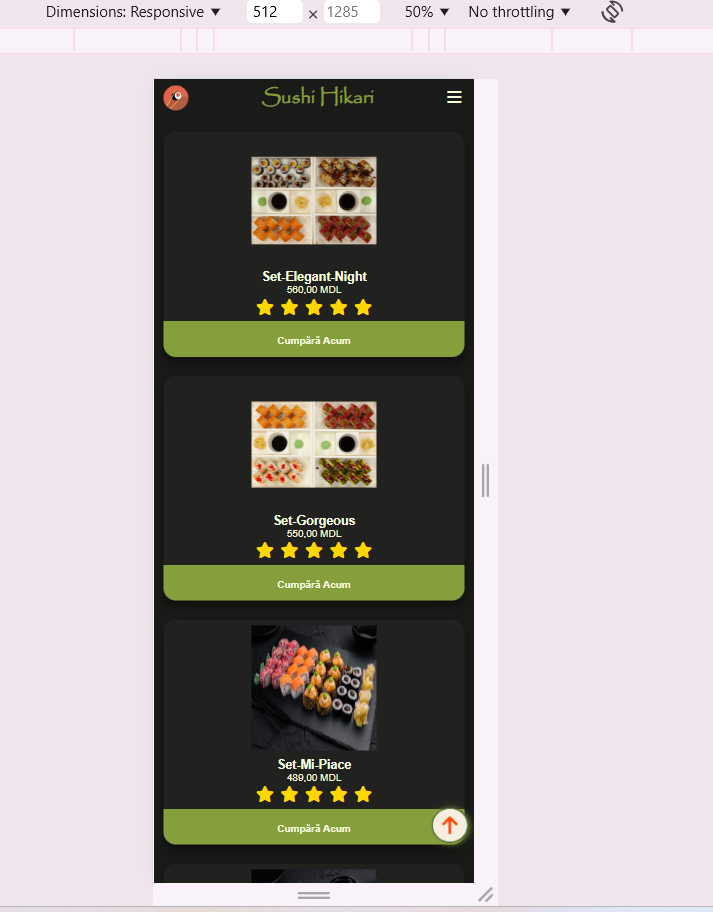 Dimensions: Responsive ▼ 512 × 1285 50% ▼ No throttling ▼
Sushi Hikari
Set-Elegant-Night
560,00 MDL
Cumpără Acum
Set-Gorgeous
550,00 MDL
Cumpără Acum
Set-Mi-Piace
489,00 MDL
Cumpără Acum